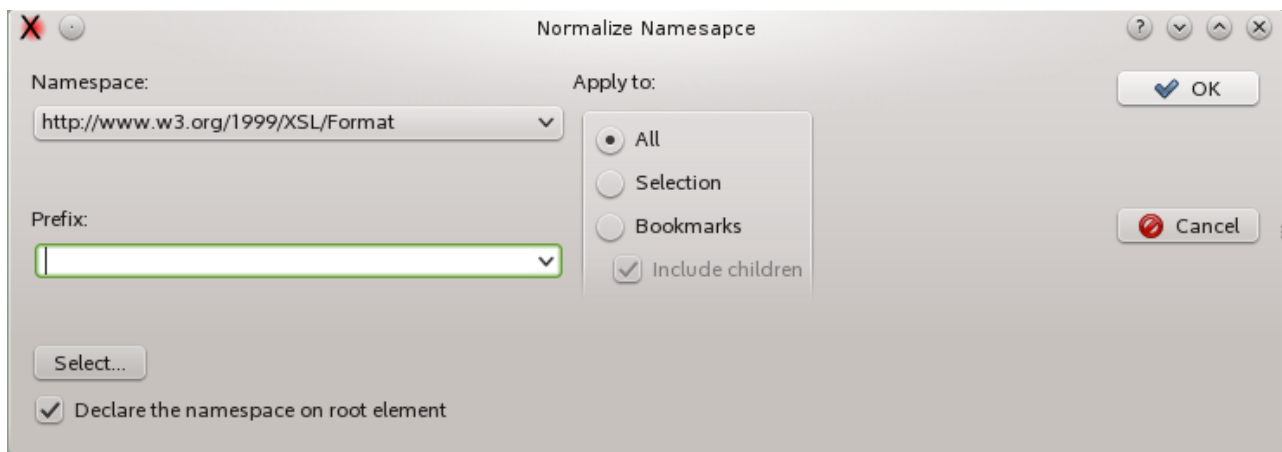 Normalize Namesapce
Namespace:
http://www.w3.org/1999/XSL/Format
Prefix:
Select...
Declare the namespace on root element
Apply to:
All
Selection
Bookmarks
Include children
OK
Cancel